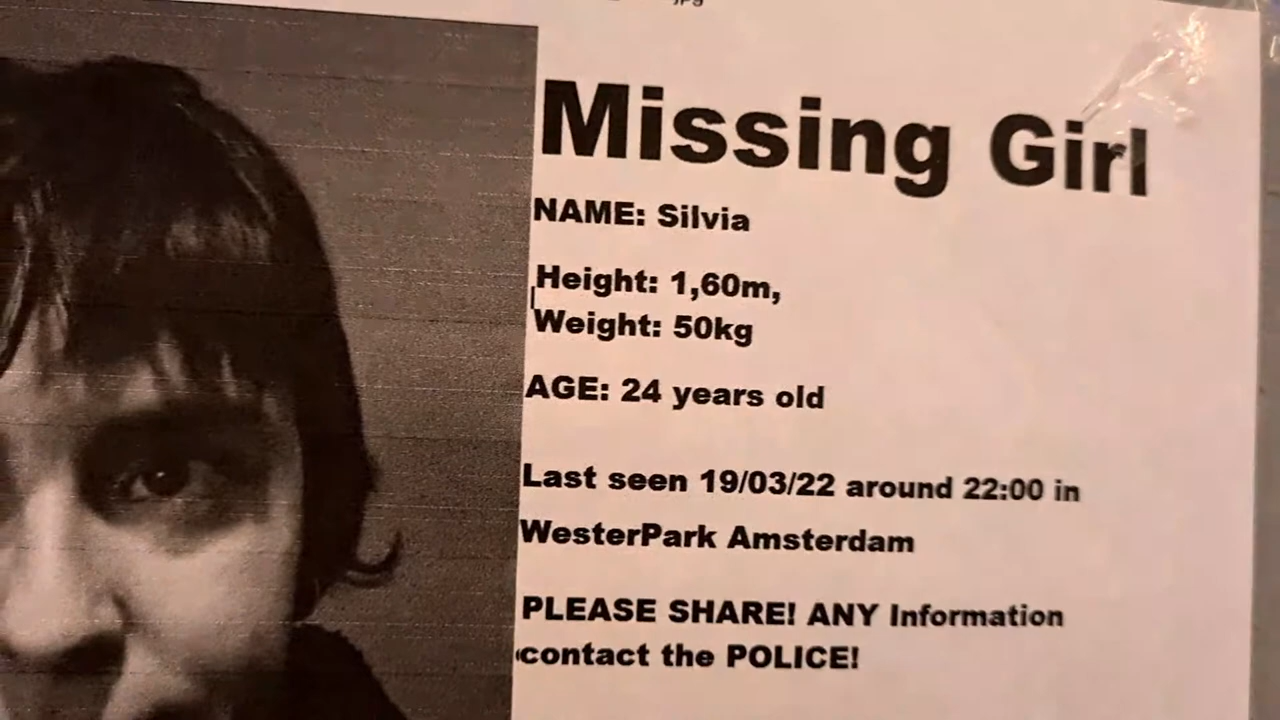 Missing Girl
NAME: Silvia
Height: 1,60m,
Weight: 50kg
AGE: 24 years old
Last seen 19/03/22 around 22:00 in
WesterPark Amsterdam
PLEASE SHARE! ANY Information
contact the POLICE!